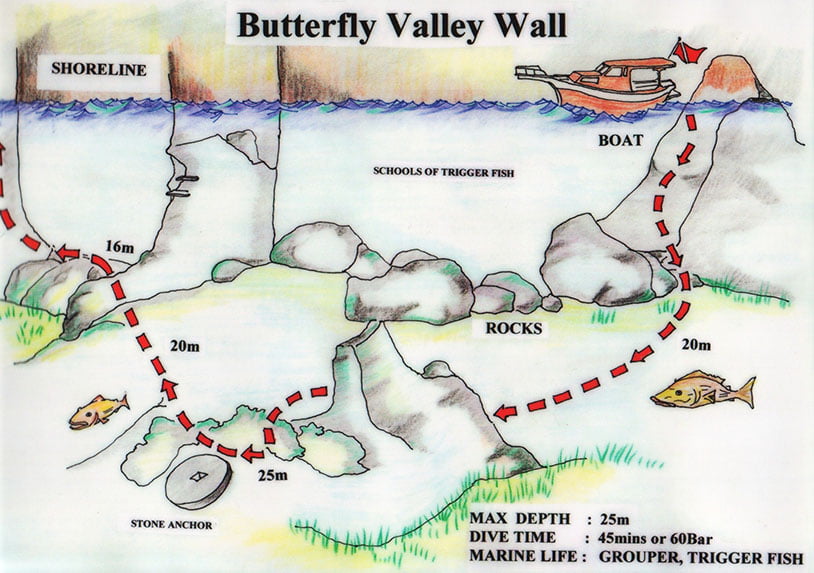 Butterfly Valley Wall
SHORELINE
BOAT
SCHOOLS OF TRIGGER FISH
16m
ROCKS
20m
20m
25m
STONE ANCHOR
MAX DEPTH : 25m
DIVE TIME : 45mins or 60Bar
MARINE LIFE : GROUPER, TRIGGER FISH